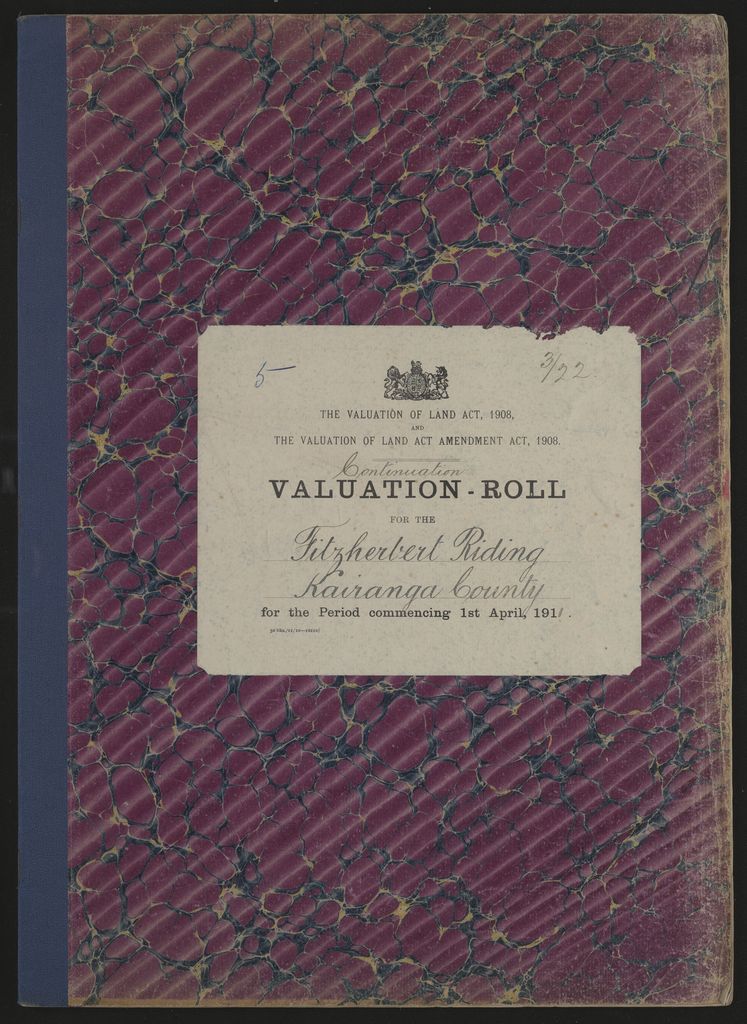 5
3/22.
THE VALUATION OF LAND ACT, 1908,
AND
THE VALUATION OF LAND ACT AMENDMENT ACT, 1908.
Continuation
VALUATION-ROLL
FOR THE
Fitzherbert Riding
Kairanga County
for the Period commencing 1st April, 1911.